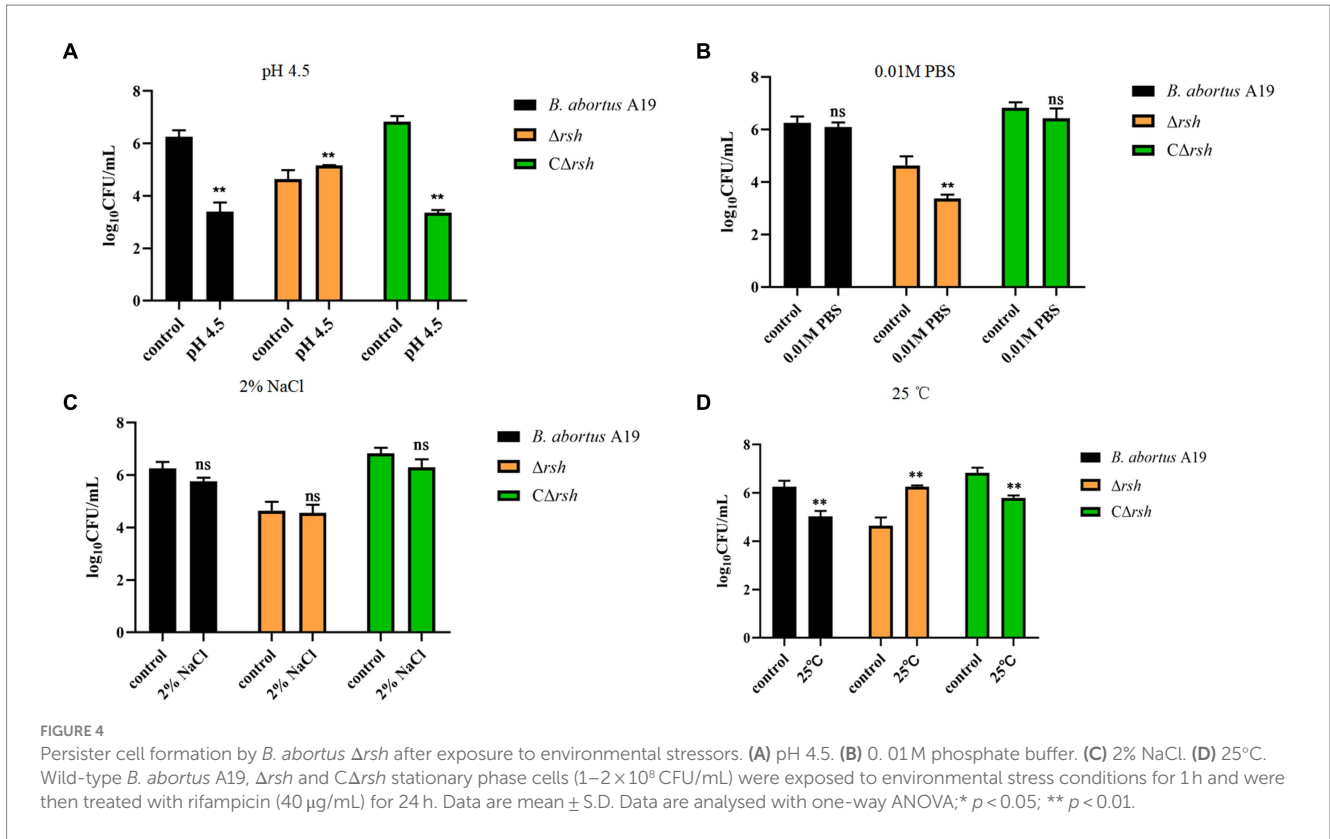 A
pH 4.5
log₁₀CFU/mL
8
6
4
2
0
**
**
**
control
pH 4.5
control
pH 4.5
control
pH 4.5
B. abortus A19
Δrsh
CΔrsh
B
0.01M PBS
log₁₀CFU/mL
8
6
4
2
0
ns
**
ns
control
0.01M PBS
control
0.01M PBS
control
0.01M PBS
B. abortus A19
Δrsh
CΔrsh
C
2% NaCl
log₁₀CFU/mL
8
6
4
2
0
ns
ns
ns
control
2% NaCl
control
2% NaCl
control
2% NaCl
B. abortus A19
Δrsh
CΔrsh
D
25 ℃
log₁₀CFU/mL
8
6
4
2
0
**
**
**
control
25℃
control
25℃
control
25℃
B. abortus A19
Δrsh
CΔrsh
FIGURE 4
Persister cell formation by B. abortus Δrsh after exposure to environmental stressors. (A) pH 4.5. (B) 0. 01M phosphate buffer. (C) 2% NaCl. (D) 25°C.
Wild-type B. abortus A19, Δrsh and CΔrsh stationary phase cells (1–2 × 10⁸ CFU/mL) were exposed to environmental stress conditions for 1h and were
then treated with rifampicin (40 μg/mL) for 24 h. Data are mean ± S.D. Data are analysed with one-way ANOVA;* p < 0.05; ** p < 0.01.